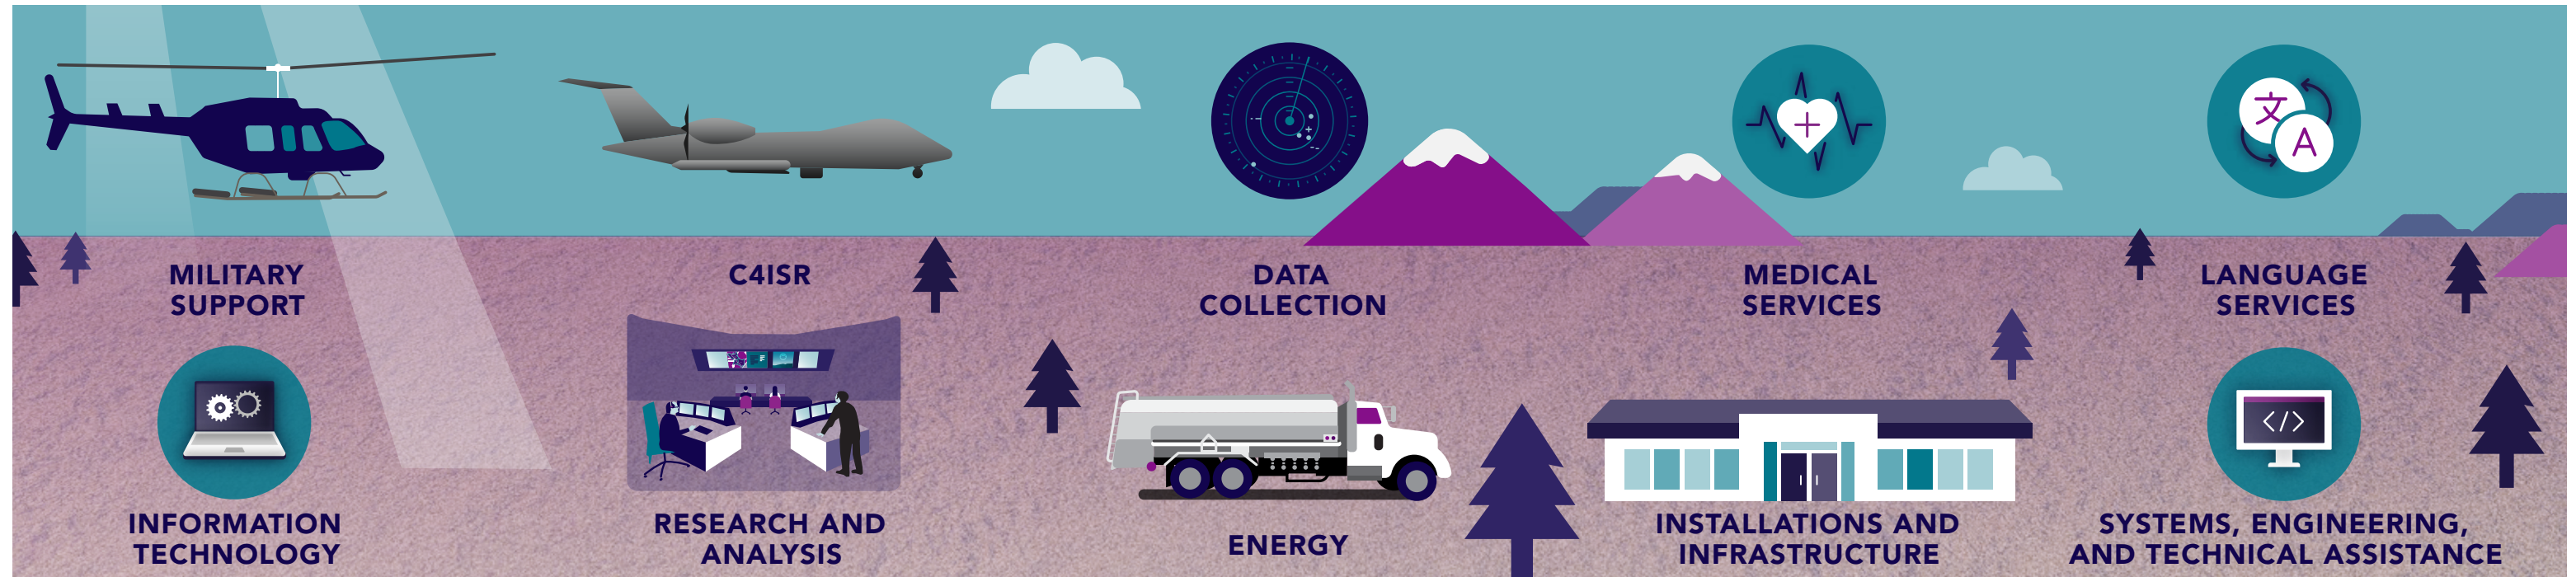 文
A
MILITARY
SUPPORT
C4ISR
DATA
COLLECTION
MEDICAL
SERVICES
LANGUAGE
SERVICES
</>
INFORMATION
TECHNOLOGY
RESEARCH AND
ANALYSIS
ENERGY
INSTALLATIONS AND
INFRASTRUCTURE
SYSTEMS, ENGINEERING,
AND TECHNICAL ASSISTANCE